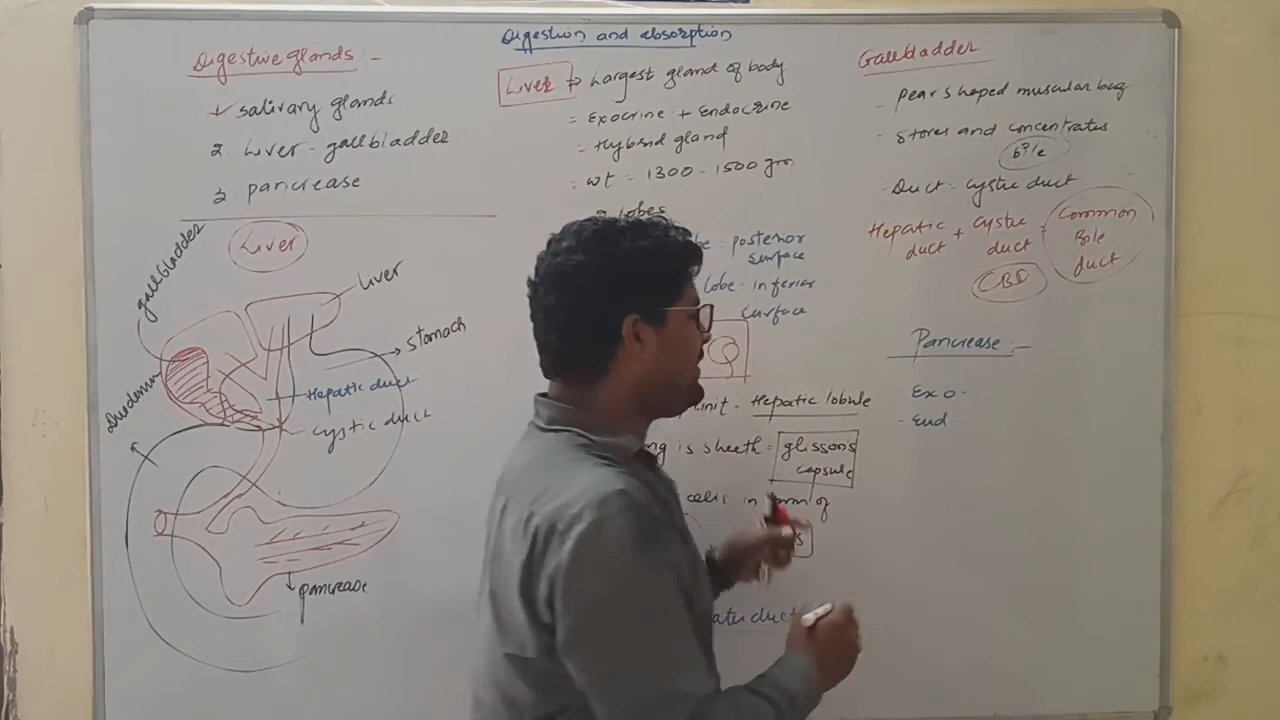 Digestion and absorption
Digestive glands :-
1. salivary glands
2. Liver - gallbladder
3. pancrease
Liver
gallbladder
Liver
Stomach
Duodenum
Hepatic duct
Cystic duct
pancrease
Liver → Largest gland of body
= Exocrine + Endocrine
= Hybrid gland
= wt = 1300 - 1500 gm
lobes
= posterior
surface
lobe = inferior
surface
unit - Hepatic lobule
is sheeth = glisson's
capsule
cells in form of
duct
Gallbladder
- pear shaped muscular bag
- stores and concentrates
bile
- Duct = cystic duct
Hepatic duct + Cystic duct = Common Bile duct
CBD
Pancrease :-
Exo -
- End